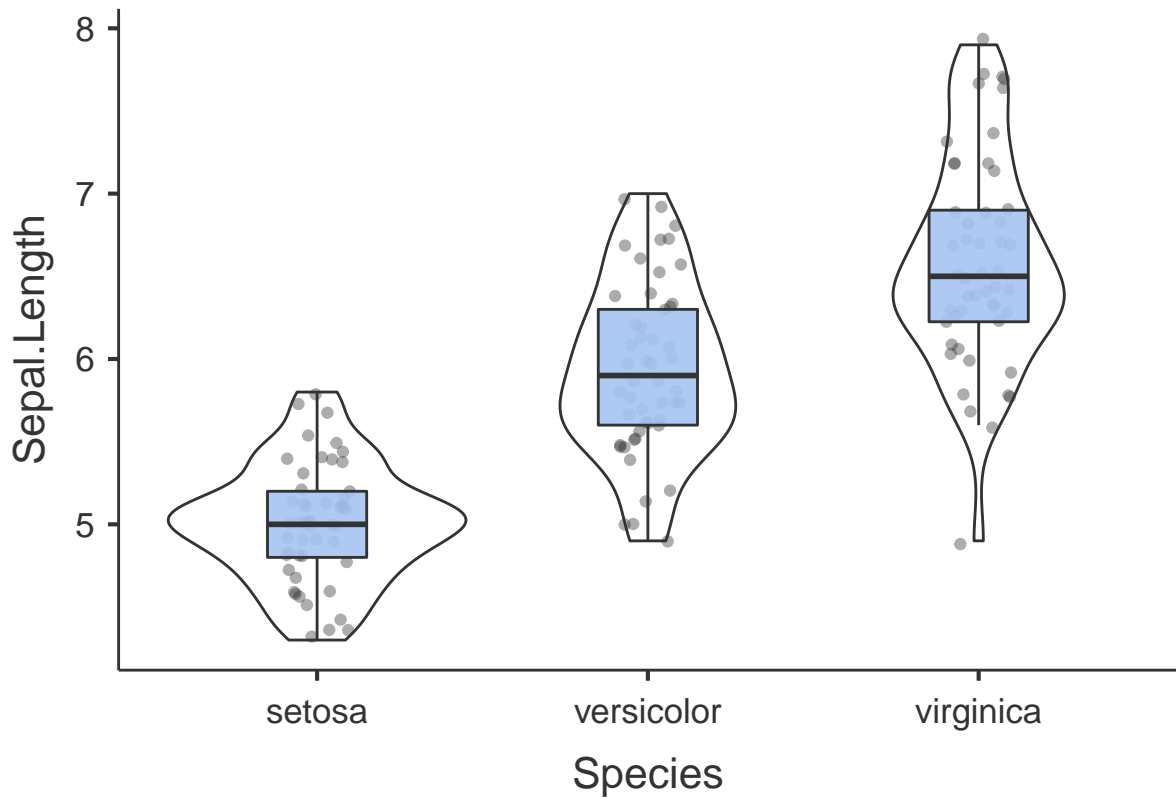 8
7
6
5
Sepal.Length
setosa
versicolor
virginica
Species